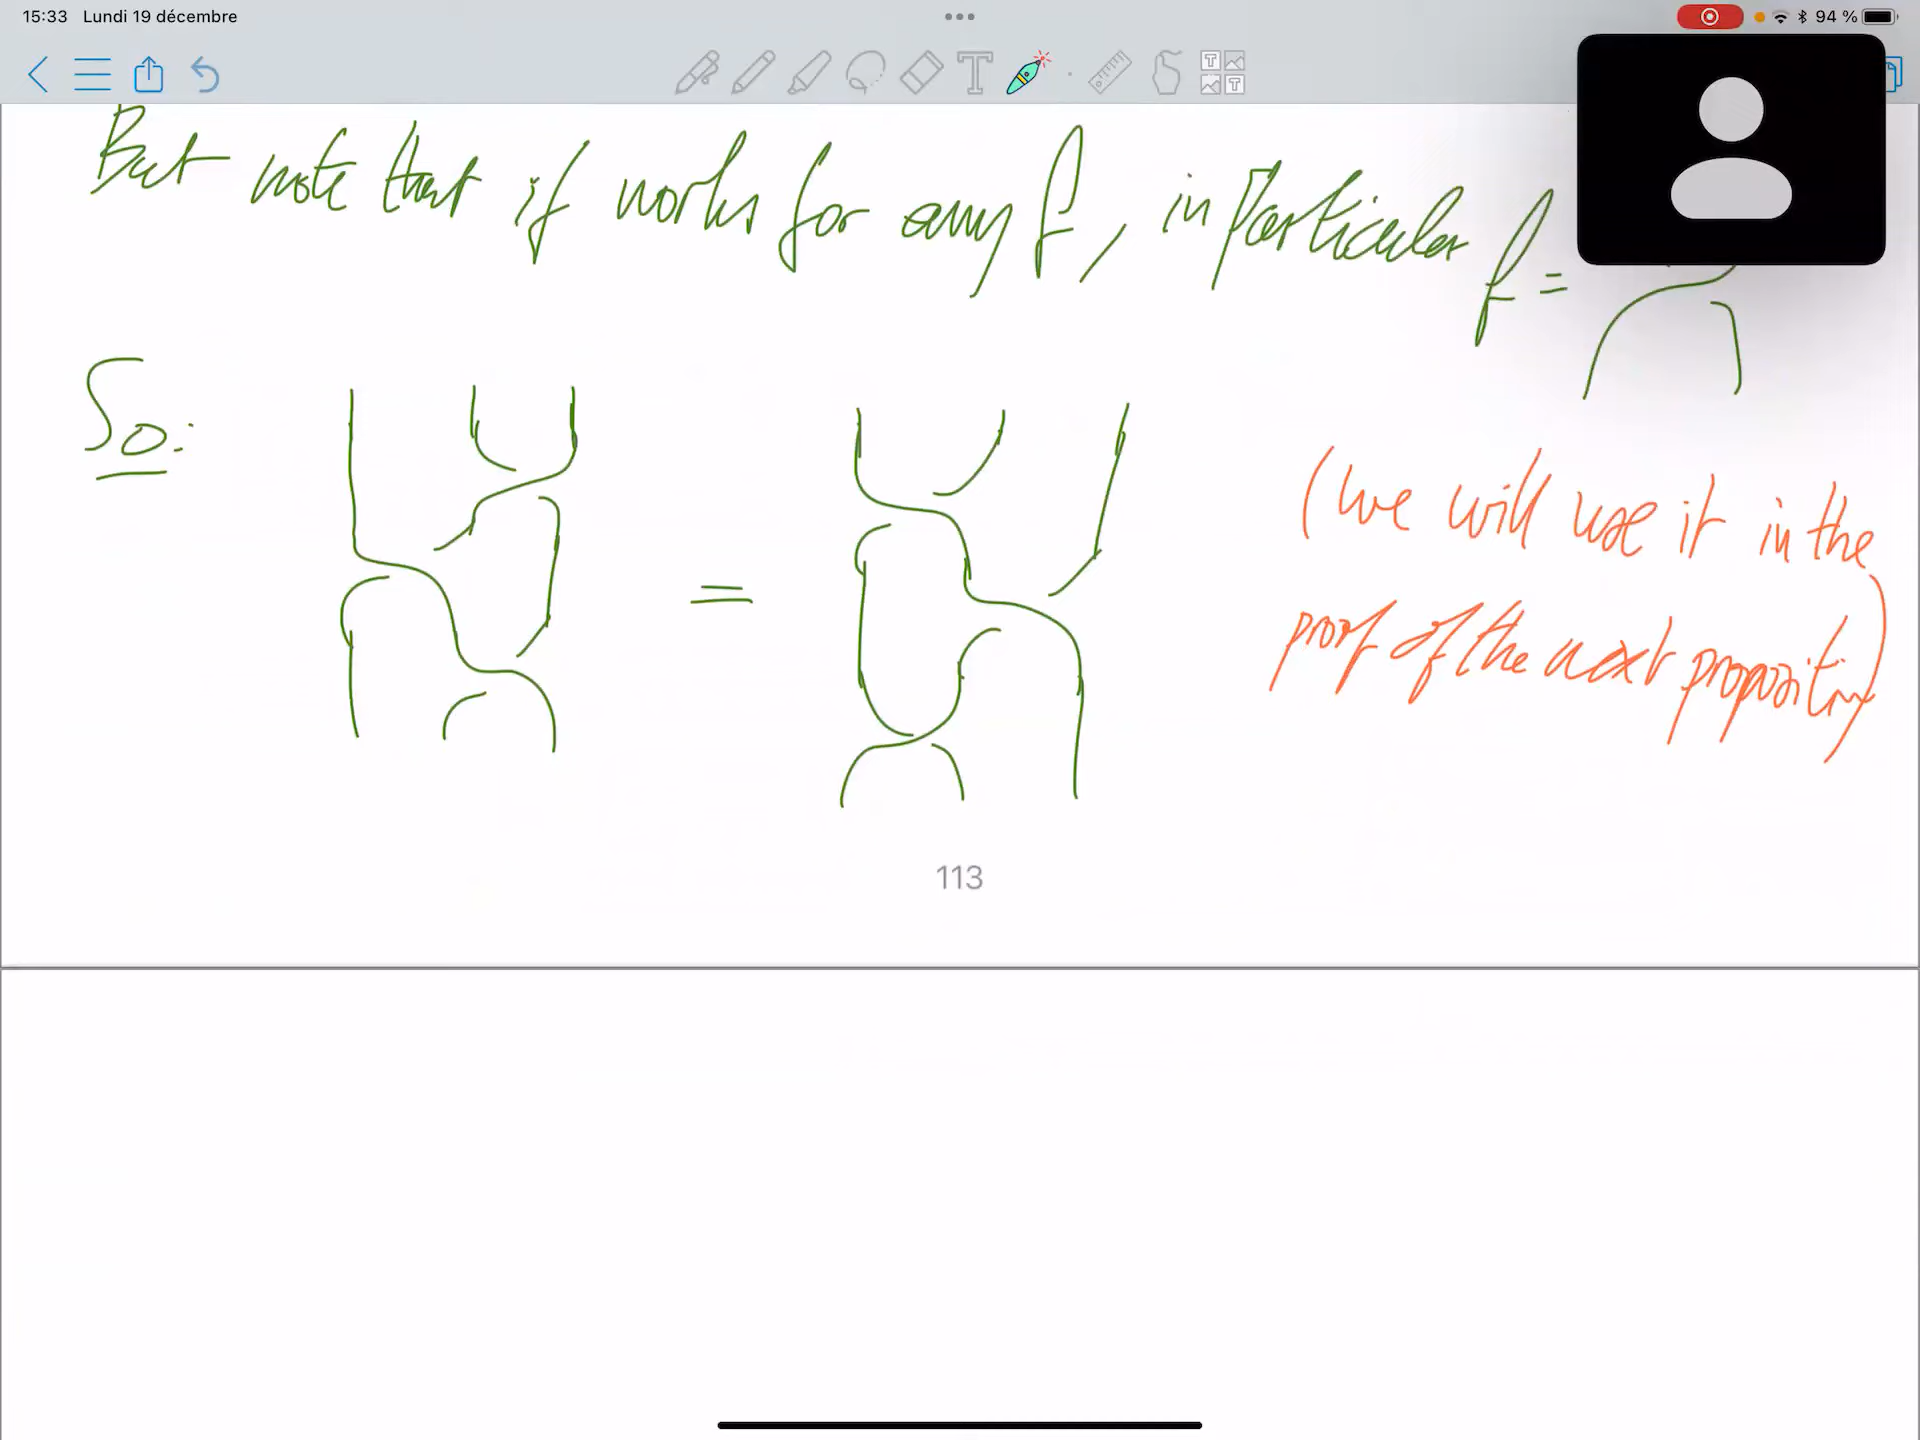 15:33 Lundi 19 décembre
94 %
But note that if works for any f, in particular f =
So:
=
(we will use it in the
proof of the next proposition)
113